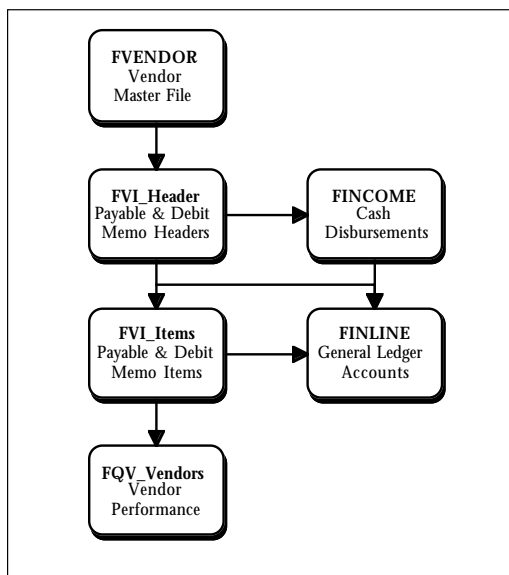 FVENDOR
Vendor
Master File
FVI_Header
Payable & Debit
Memo Headers
FINCOME
Cash
Disbursements
FVI_Items
Payable & Debit
Memo Items
FINLINE
General Ledger
Accounts
FQV_Vendors
Vendor
Performance